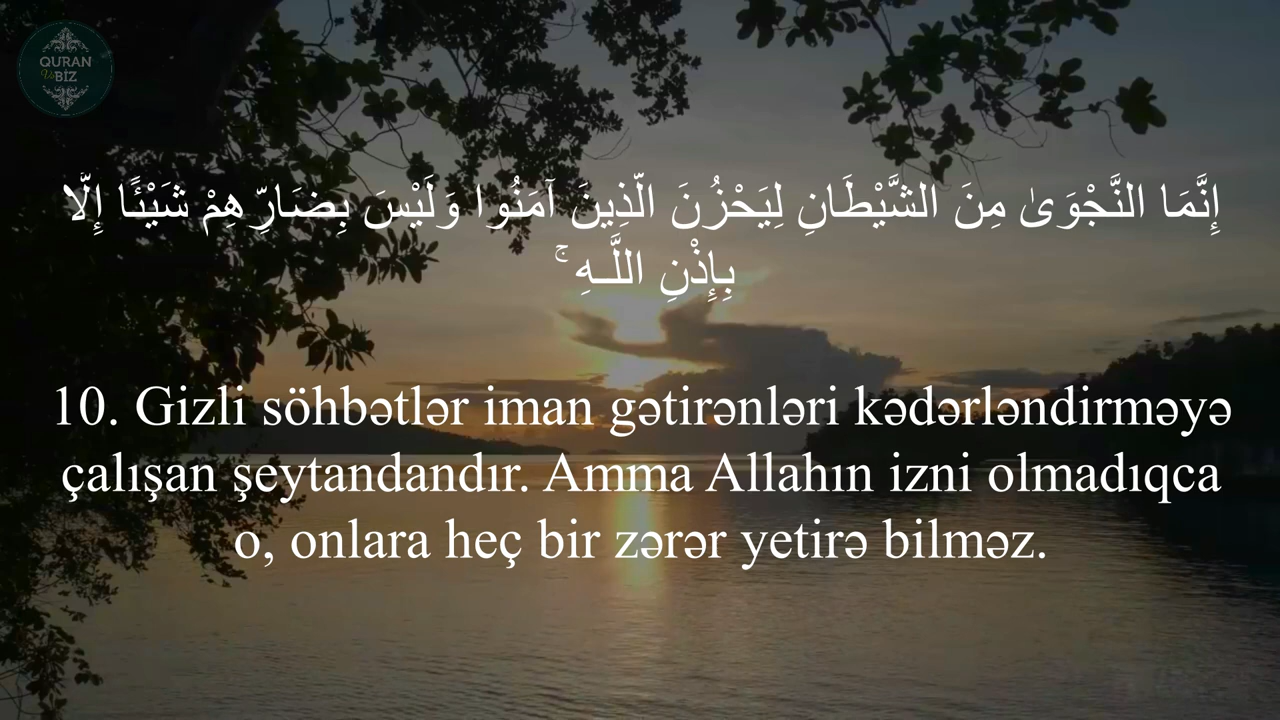 QURAN
Və
BİZ
إِنَّمَا النَّجْوَىٰ مِنَ الشَّيْطَانِ لِيَحْزُنَ الَّذِينَ آمَنُوا وَلَيْسَ بِضَارِّهِمْ شَيْئًا إِلَّا
بِإِذْنِ اللَّـهِ ۚ
10. Gizli söhbətlər iman gətirənləri kədərləndirməyə
çalışan şeytandandır. Amma Allahın izni olmadıqca
o, onlara heç bir zərər yetirə bilməz.